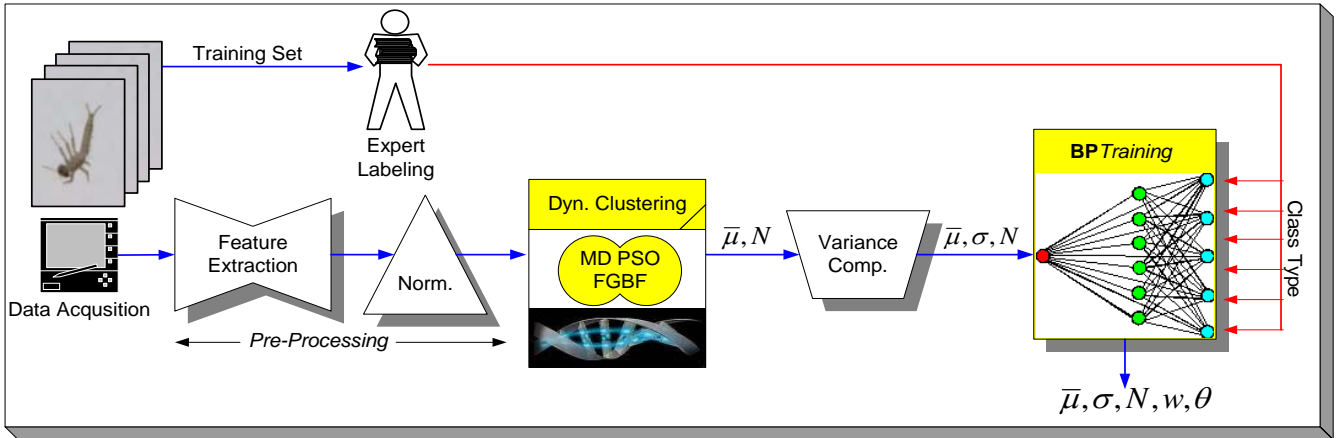 Training Set
Expert
Labeling
Data Acqusition
Feature
Extraction
Norm.
Pre-Processing
Dyn. Clustering
MD PSO
FGBF
μ̅, N
Variance
Comp.
μ̅, σ, N
BP Training
Class Type
μ̅, σ, N, w, θ